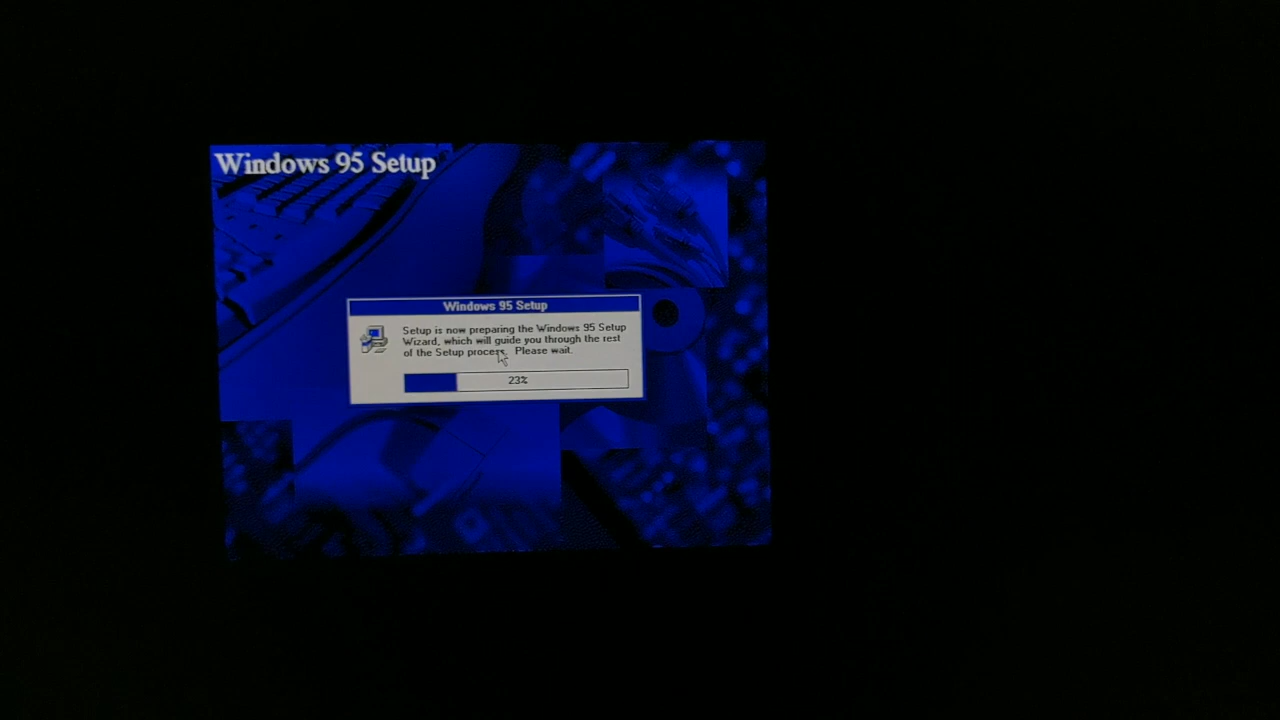 Windows 95 Setup
Windows 95 Setup
Setup is now preparing the Windows 95 Setup
Wizard, which will guide you through the rest
of the Setup process. Please wait.
23%